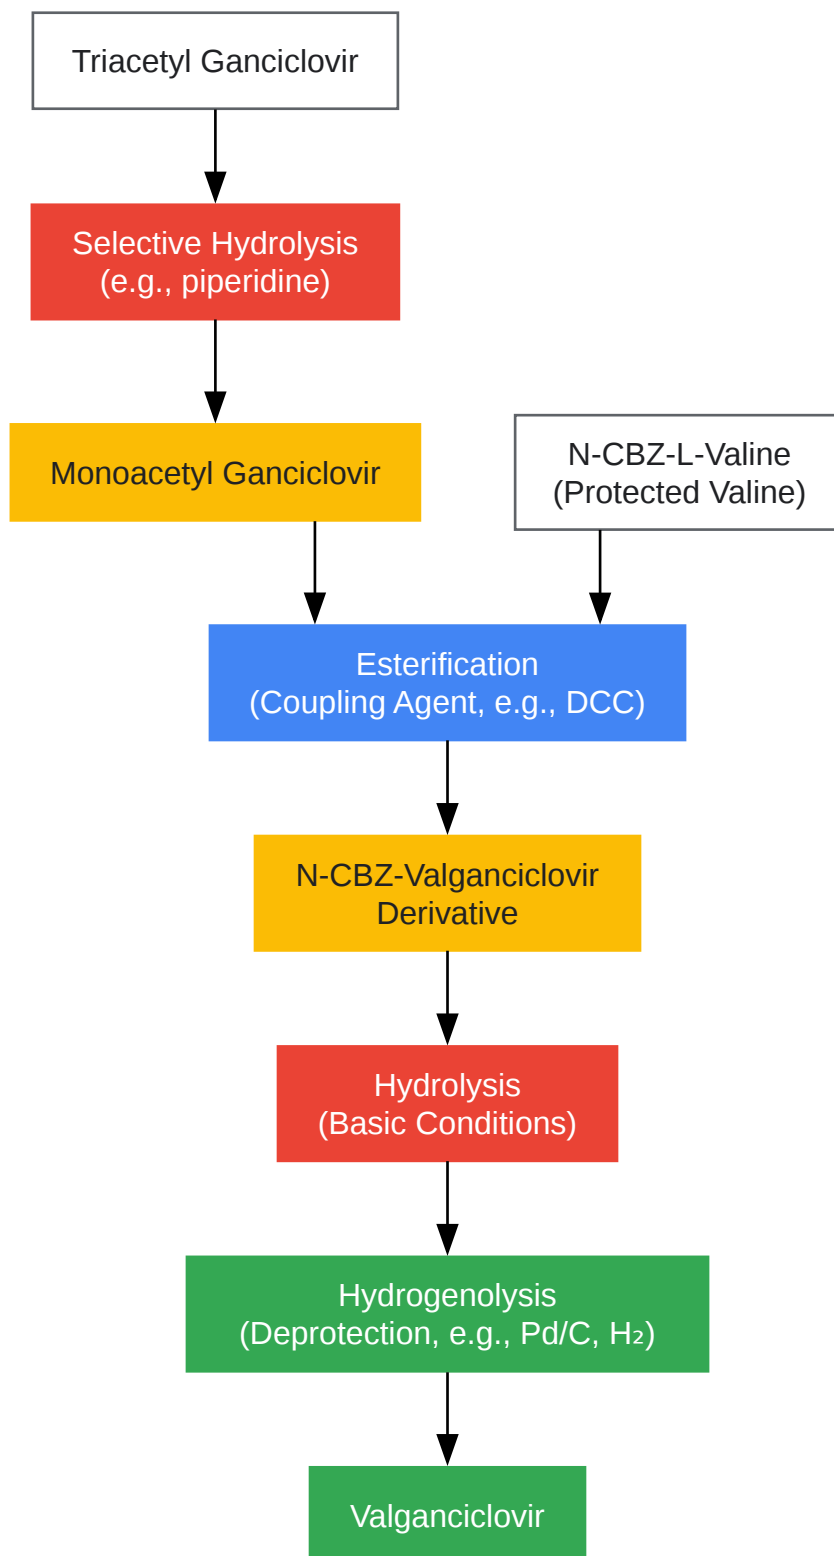 Triacetyl Ganciclovir
Selective Hydrolysis
(e.g., piperidine)
Monoacetyl Ganciclovir
N-CBZ-L-Valine
(Protected Valine)
Esterification
(Coupling Agent, e.g., DCC)
N-CBZ-Valganciclovir
Derivative
Hydrolysis
(Basic Conditions)
Hydrogenolysis
(Deprotection, e.g., Pd/C, H₂)
Valganciclovir